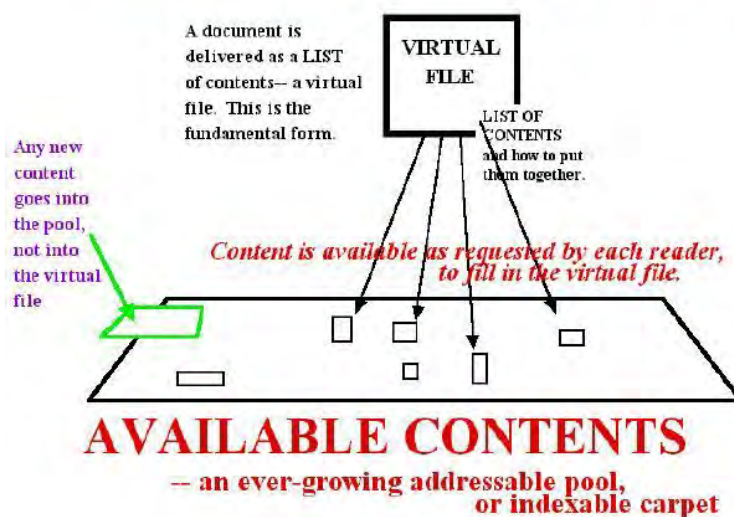 A document is
delivered as a LIST
of contents-- a virtual
file. This is the
fundamental form.
VIRTUAL
FILE
LIST OF
CONTENTS
and how to put
them together.
Any new
content
goes into
the pool,
not into
the virtual
file
Content is available as requested by each reader,
to fill in the virtual file.
AVAILABLE CONTENTS
-- an ever-growing addressable pool,
or indexable carpet